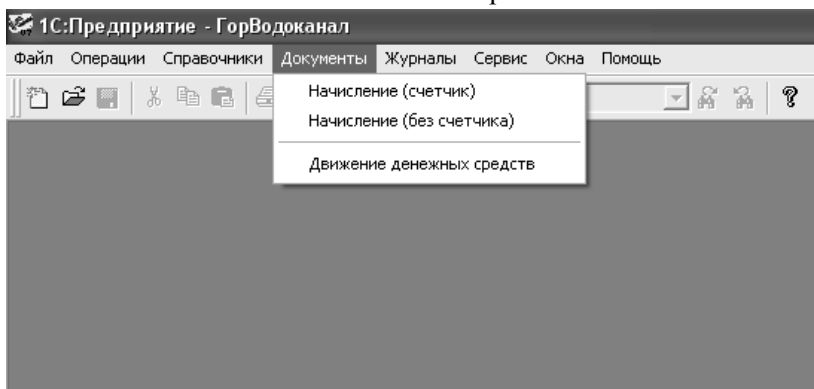 1С:Предприятие - ГорВодоканал
Файл Операции Справочники Документы Журналы Сервис Окна Помощь
Начисление (счетчик)
Начисление (без счетчика)
Движение денежных средств